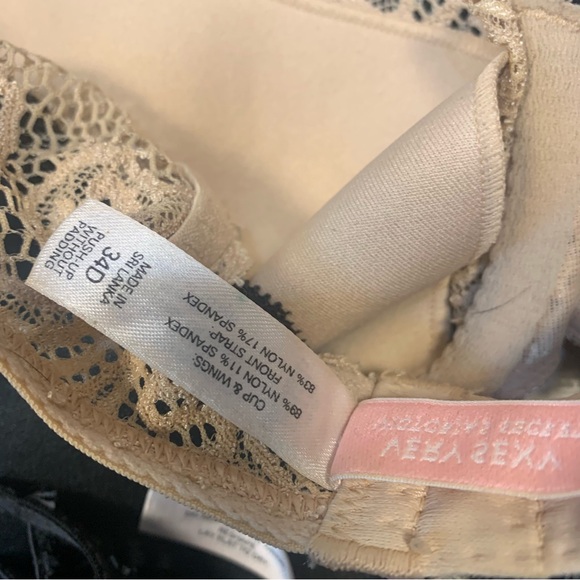 PUSH-UP
WITHOUT
PADDING
34D
MADE IN
SRI LANKA
CUP & WINGS:
89% NYLON 11% SPANDEX
FRONT STRAP:
83% NYLON 17% SPANDEX
VERY SEXY
VICTORIA'S SECRET